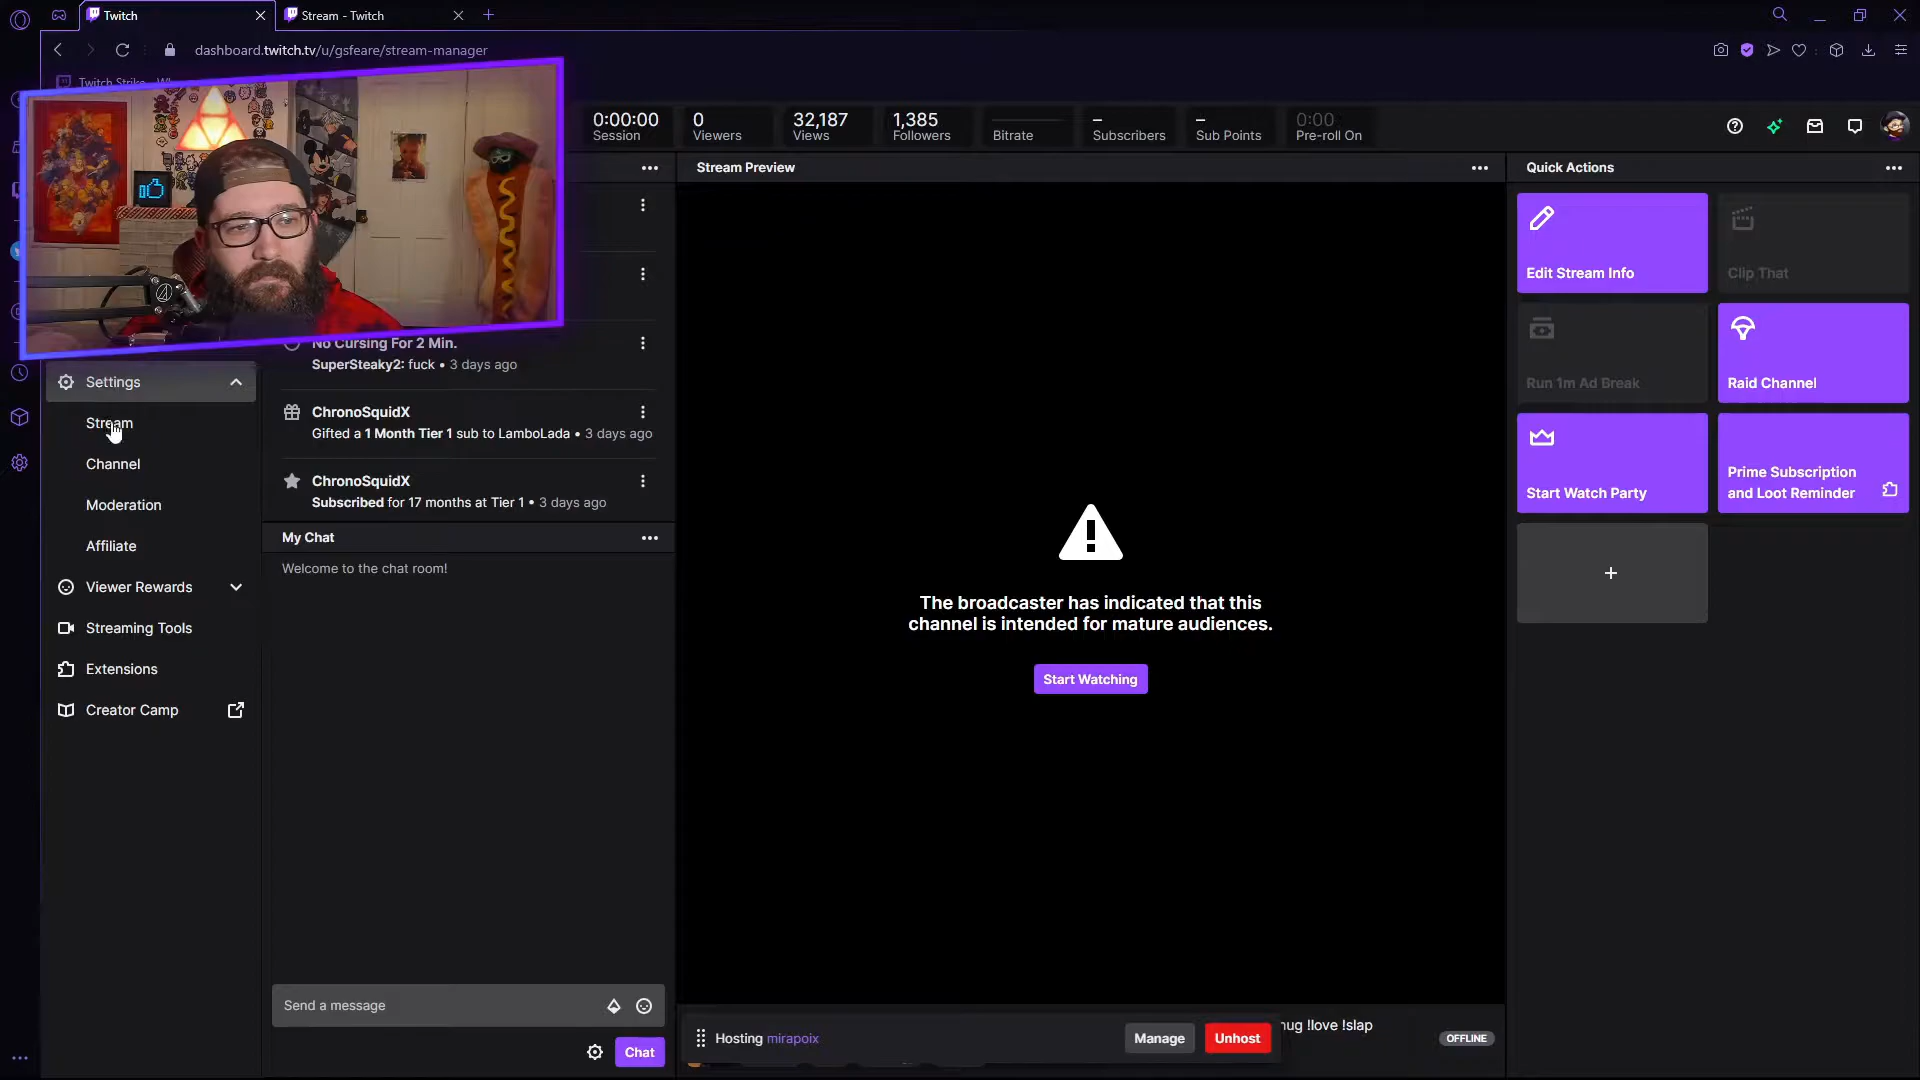 Twitch
Stream - Twitch
dashboard.twitch.tv/u/gsfeare/stream-manager
Twitch Strike
0:00:00
Session
0
Viewers
32,187
Views
1,385
Followers
Bitrate
–
Subscribers
–
Sub Points
0:00
Pre-roll On
Stream Preview
Quick Actions
No Cursing For 2 Min.
SuperSteaky2: fuck • 3 days ago
ChronoSquidX
Gifted a 1 Month Tier 1 sub to LamboLada • 3 days ago
ChronoSquidX
Subscribed for 17 months at Tier 1 • 3 days ago
Settings
Stream
Channel
Moderation
Affiliate
Viewer Rewards
Streaming Tools
Extensions
Creator Camp
My Chat
Welcome to the chat room!
Send a message
Chat
The broadcaster has indicated that this
channel is intended for mature audiences.
Start Watching
Hosting mirapoix
Manage
Unhost
!love !slap
OFFLINE
Edit Stream Info
Clip That
Run 1m Ad Break
Raid Channel
Start Watch Party
Prime Subscription
and Loot Reminder